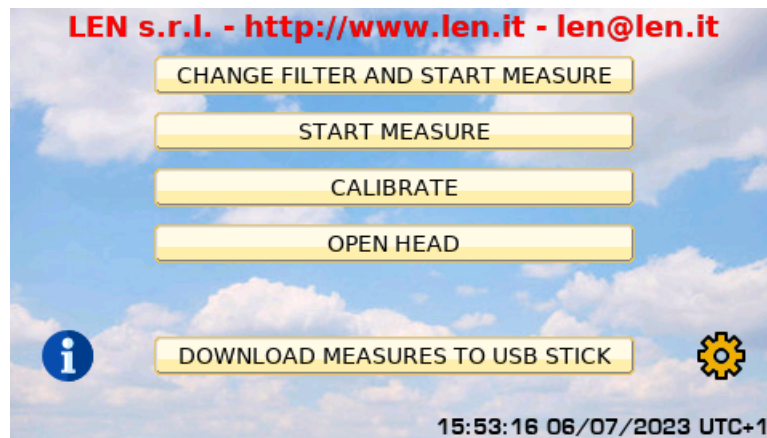 LEN s.r.l. - http://www.len.it - len@len.it
CHANGE FILTER AND START MEASURE
START MEASURE
CALIBRATE
OPEN HEAD
DOWNLOAD MEASURES TO USB STICK
15:53:16 06/07/2023 UTC+1